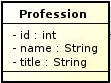 Profession
- id : int
- name : String
- title : String